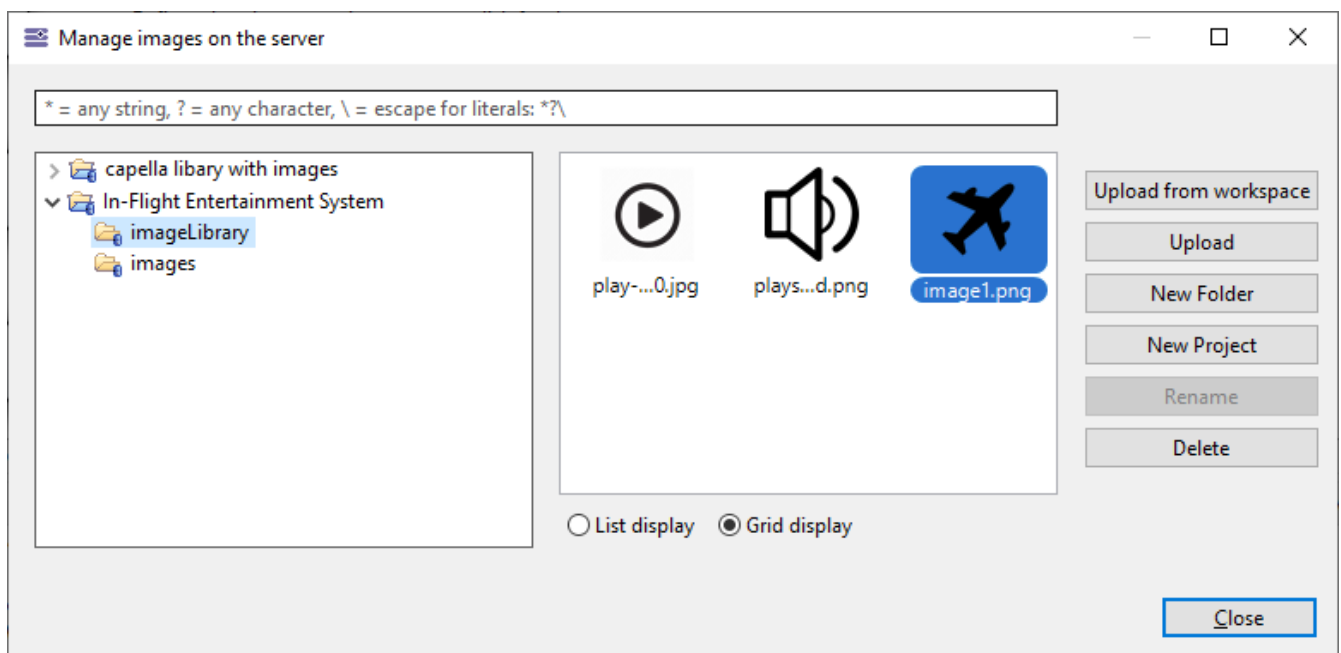 Manage images on the server
* = any string, ? = any character, \ = escape for literals: *?\
capella libary with images
In-Flight Entertainment System
imageLibrary
images
play-...0.jpg
plays...d.png
image1.png
List display
Grid display
Upload from workspace
Upload
New Folder
New Project
Rename
Delete
Close